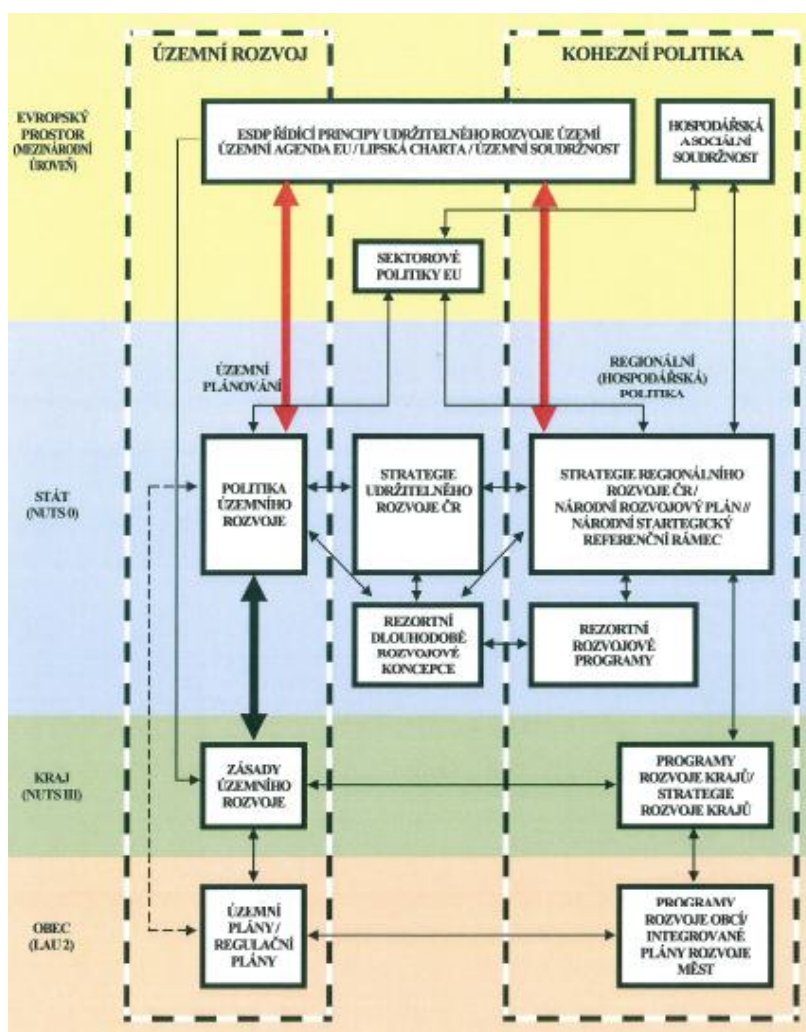 ÚZEMNÍ ROZVOJ
KOHEZNÍ POLITIKA
EVROPSKÝ
PROSTOR
(MEZINÁRODNÍ
ÚROVEŇ)
ESDP ŘÍDÍCÍ PRINCIPY UDRŽITELNÉHO ROZVOJE ÚZEMÍ
ÚZEMNÍ AGENDA EU / LIPSKÁ CHARTA / ÚZEMNÍ SOUDRŽNOST
HOSPODÁŘSKÁ
A SOCIÁLNÍ
SOUDRŽNOST
SEKTOROVÉ
POLITIKY EU
ÚZEMNÍ
PLÁNOVÁNÍ
REGIONÁLNÍ
(HOSPODÁŘSKÁ)
POLITIKA
STÁT
(NUTS 0)
POLITIKA
ÚZEMNÍHO
ROZVOJE
STRATEGIE
UDRŽITELNÉHO
ROZVOJE ČR
STRATEGIE REGIONÁLNÍHO
ROZVOJE ČR /
NÁRODNÍ ROZVOJOVÝ PLÁN //
NÁRODNÍ STARTEGICKÝ
REFERENČNÍ RÁMEC
REZORTNÍ
DLOUHODOBÉ
ROZVOJOVÉ
KONCEPCE
REZORTNÍ
ROZVOJOVÉ
PROGRAMY
KRAJ
(NUTS III)
ZÁSADY
ÚZEMNÍHO
ROZVOJE
PROGRAMY
ROZVOJE KRAJŮ/
STRATEGIE
ROZVOJE KRAJŮ
OBEC
(LAU 2)
ÚZEMNÍ
PLÁNY /
REGULAČNÍ
PLÁNY
PROGRAMY
ROZVOJE OBCÍ/
INTEGROVANÉ
PLÁNY ROZVOJE
MĚST